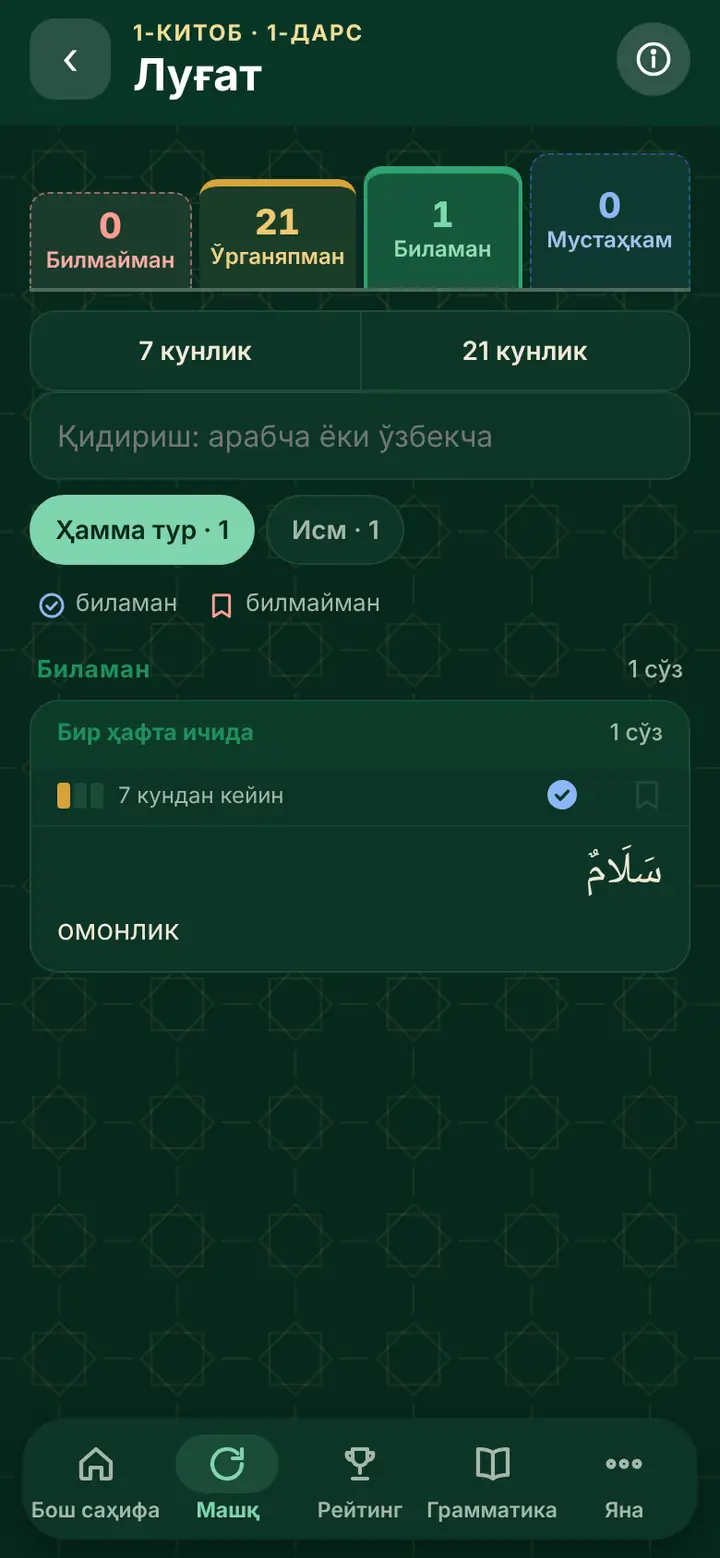 1-КИТОБ · 1-ДАРС
Луғат
0
Билмайман
21
Ўрганяпман
1
Биламан
0
Мустаҳкам
7 кунлик
21 кунлик
Қидириш: арабча ёки ўзбекча
Ҳамма тур · 1
Исм · 1
биламан
билмайман
Биламан
1 сўз
Бир ҳафта ичида
1 сўз
7 кундан кейин
سَلَامٌ
омонлик
Бош саҳифа
Машқ
Рейтинг
Грамматика
Яна